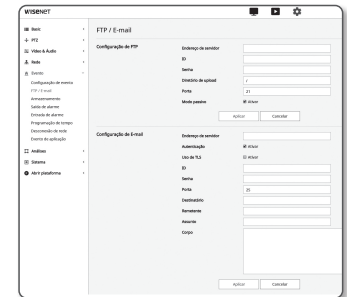 WISENET
Basic
PTZ
Vídeo & Áudio
Rede
Evento
Configuração de evento
FTP / E-mail
Armazenamento
Saída de alarme
Entrada de alarme
Programação de tempo
Desconexão de rede
Evento de aplicação
Análises
Sistema
Abrir plataforma
FTP / E-mail
Configuração de FTP
Endereço de servidor
ID
Senha
Diretório de upload /
Porta 21
Modo passivo Ativar
Aplicar Cancelar
Configuração de E-mail
Endereço de servidor
Autenticação Ativar
Uso de TLS Ativar
ID
Senha
Porta 25
Destinatário
Remetente
Assunto
Corpo
Aplicar Cancelar